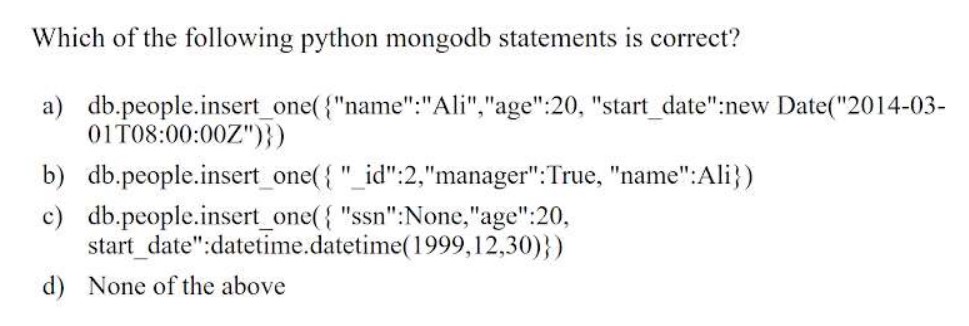 Which of the following python mongodb statements is correct?
a) db.people.insert_one({"name":"Ali","age":20, "start_date":new Date("2014-03-
01T08:00:00Z")})
b) db.people.insert_one({ "_id":2,"manager":True, "name":Ali})
c) db.people.insert_one({ "ssn":None,"age":20,
start_date":datetime.datetime(1999,12,30)})
d) None of the above